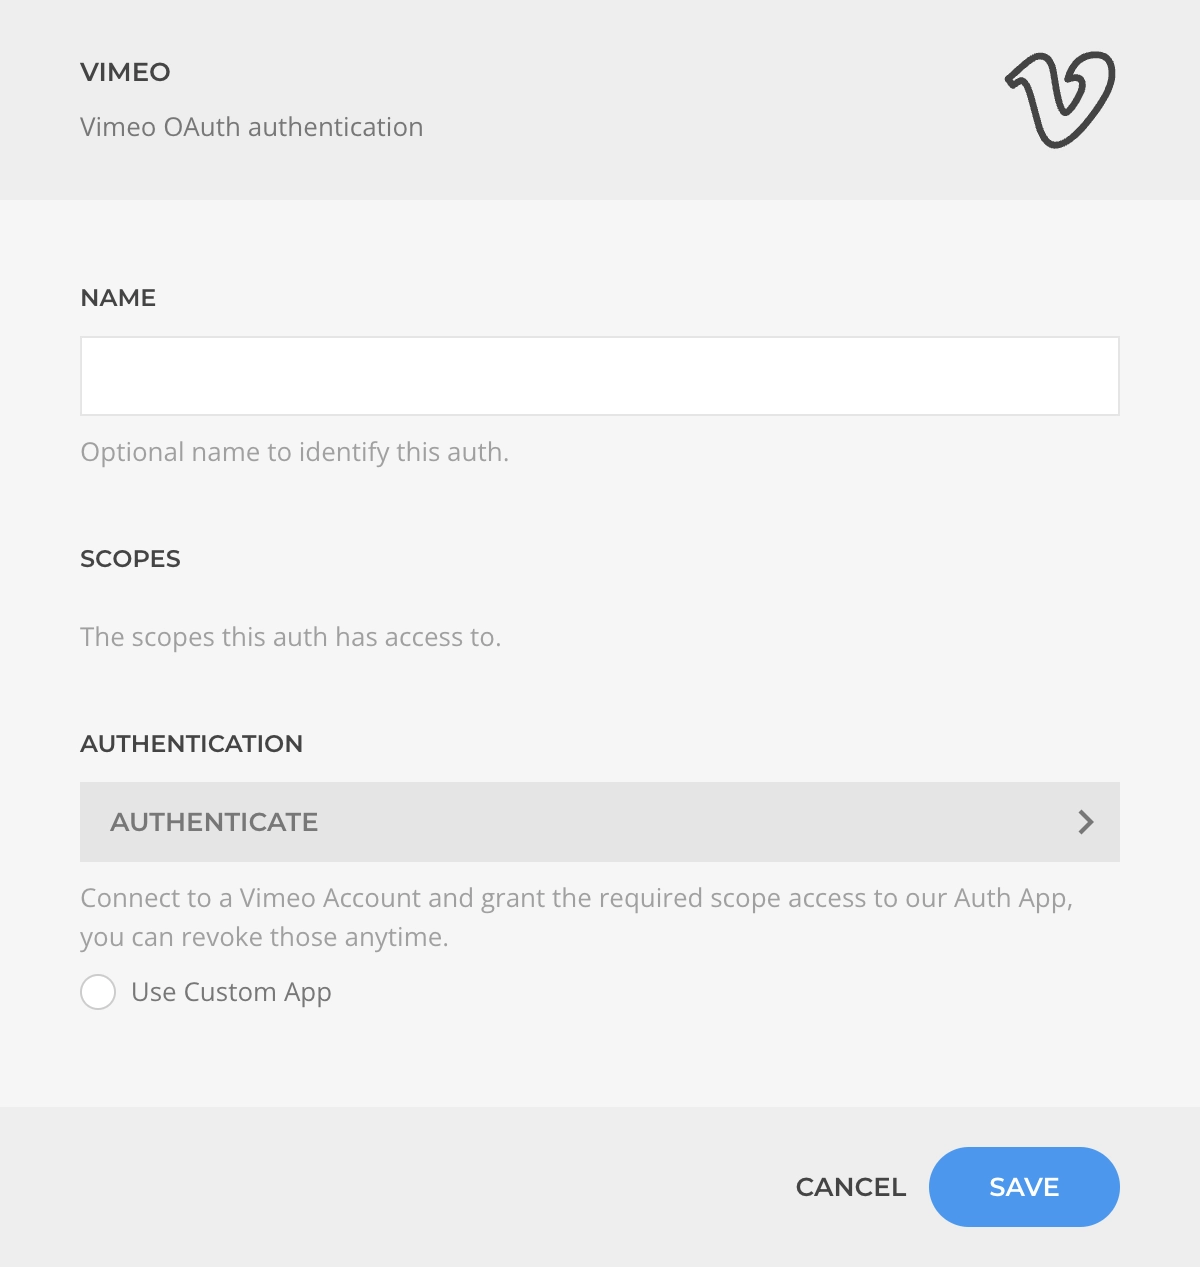 VIMEO
Vimeo OAuth authentication
NAME
Optional name to identify this auth.
SCOPES
The scopes this auth has access to.
AUTHENTICATION
AUTHENTICATE
Connect to a Vimeo Account and grant the required scope access to our Auth App,
you can revoke those anytime.
Use Custom App
CANCEL SAVE